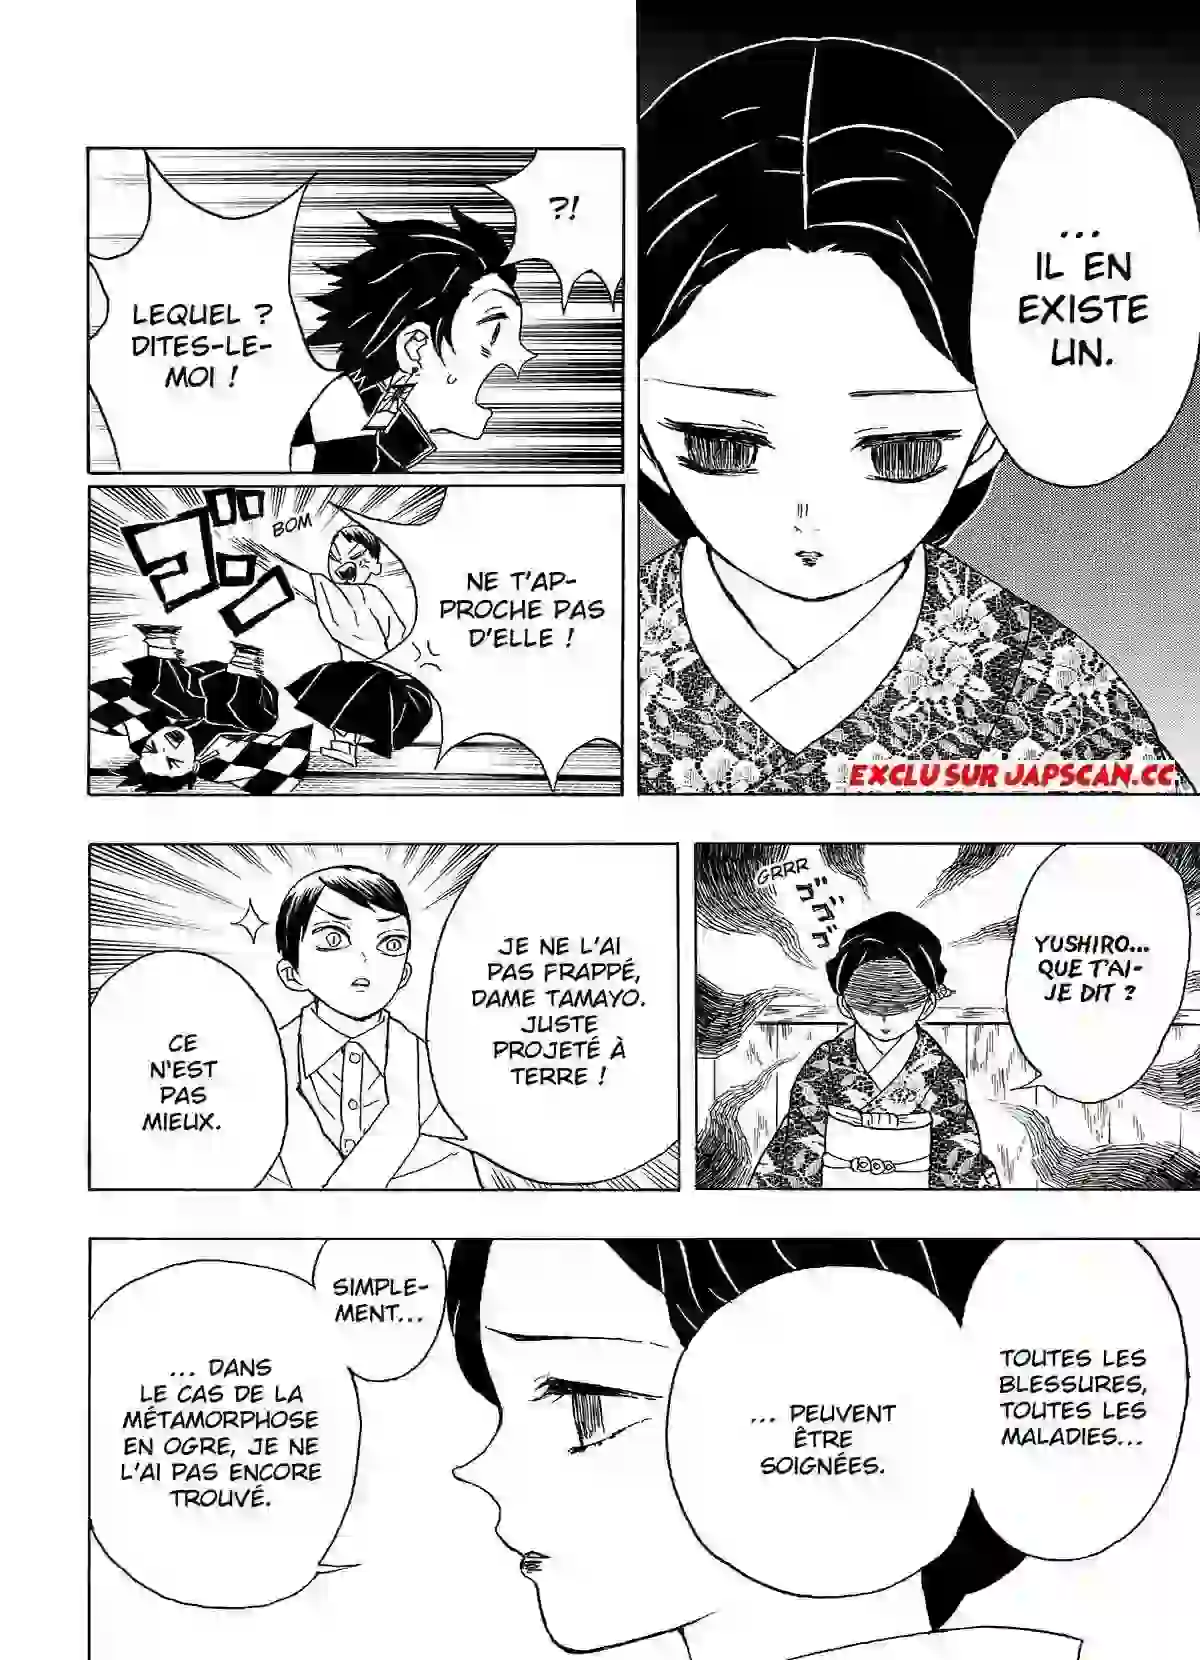 ...
IL EN
EXISTE
UN.
?!
LEQUEL ?
DITES-LE-
MOI !
ゴロン
BOM
NE T'AP-
PROCHE PAS
D'ELLE !
EXCLU SUR JAPSCAN.CC
GRRR
YUSHIRO...
QUE T'AI-
JE DIT ?
JE NE L'AI
PAS FRAPPÉ,
DAME TAMAYO.
JUSTE
PROJETÉ À
TERRE !
CE
N'EST
PAS
MIEUX.
TOUTES LES
BLESSURES,
TOUTES LES
MALADIES...
... PEUVENT
ÊTRE
SOIGNÉES.
SIMPLE-
MENT...
... DANS
LE CAS DE LA
MÉTAMORPHOSE
EN OGRE, JE NE
L'AI PAS ENCORE
TROUVÉ.